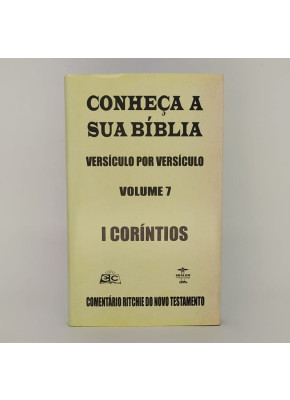 CONHEÇA A
SUA BÍBLIA
VERSÍCULO POR VERSÍCULO
VOLUME 7
I CORÍNTIOS
COMENTÁRIO RITCHIE DO NOVO TESTAMENTO